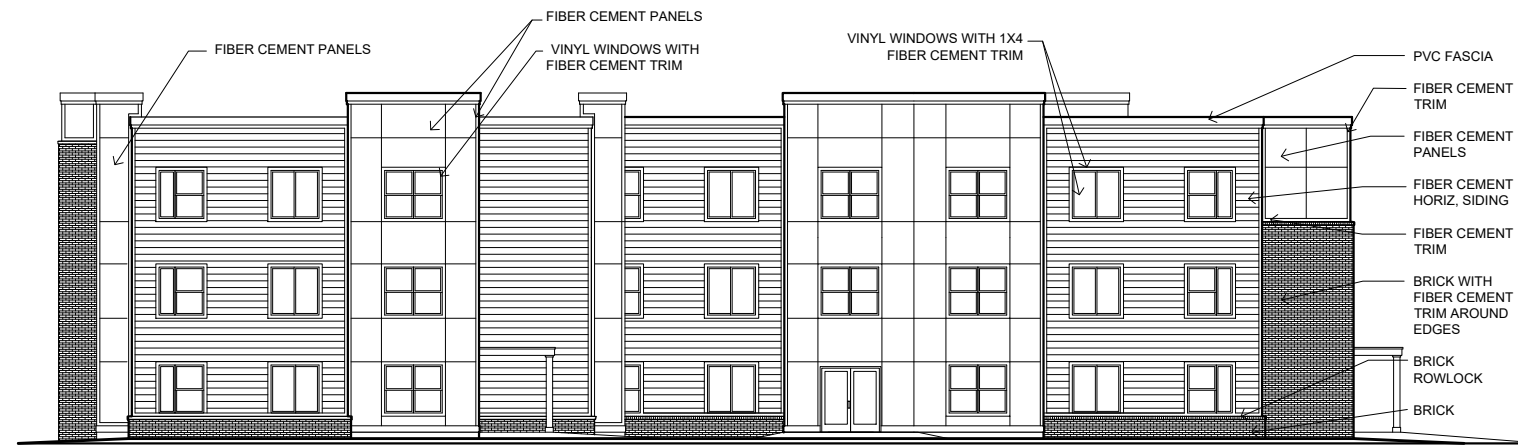 FIBER CEMENT PANELS
FIBER CEMENT PANELS
VINYL WINDOWS WITH
FIBER CEMENT TRIM
VINYL WINDOWS WITH 1X4
FIBER CEMENT TRIM
PVC FASCIA
FIBER CEMENT
TRIM
FIBER CEMENT
PANELS
FIBER CEMENT
HORIZ, SIDING
FIBER CEMENT
TRIM
BRICK WITH
FIBER CEMENT
TRIM AROUND
EDGES
BRICK
ROWLOCK
BRICK